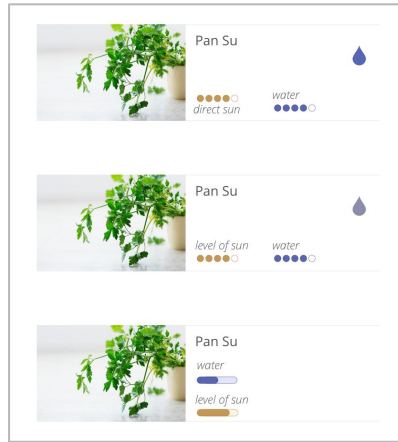 Pan Su
water
direct sun
Pan Su
level of sun water
Pan Su
water
level of sun